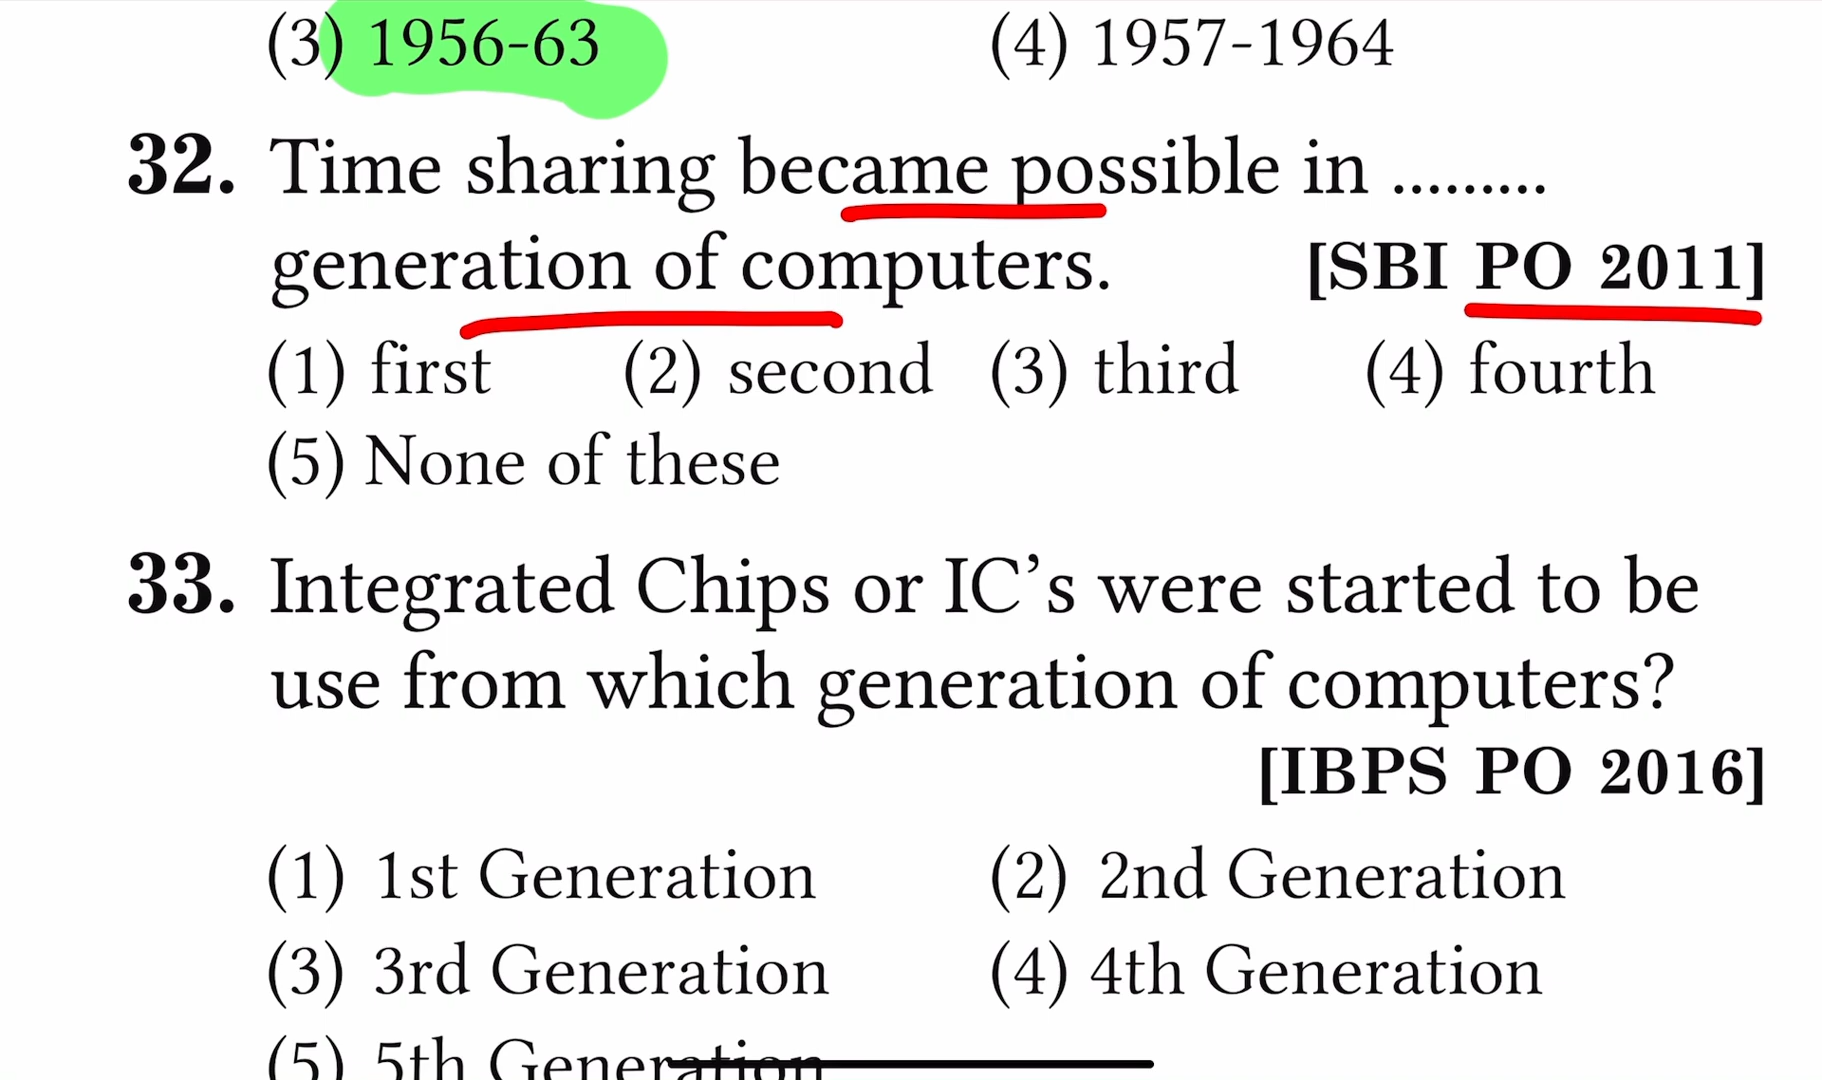 (3) 1956-63 (4) 1957-1964
32. Time sharing became possible in .........
generation of computers. [SBI PO 2011]
(1) first (2) second (3) third (4) fourth
(5) None of these
33. Integrated Chips or IC's were started to be
use from which generation of computers?
[IBPS PO 2016]
(1) 1st Generation (2) 2nd Generation
(3) 3rd Generation (4) 4th Generation
(5) 5th Generation